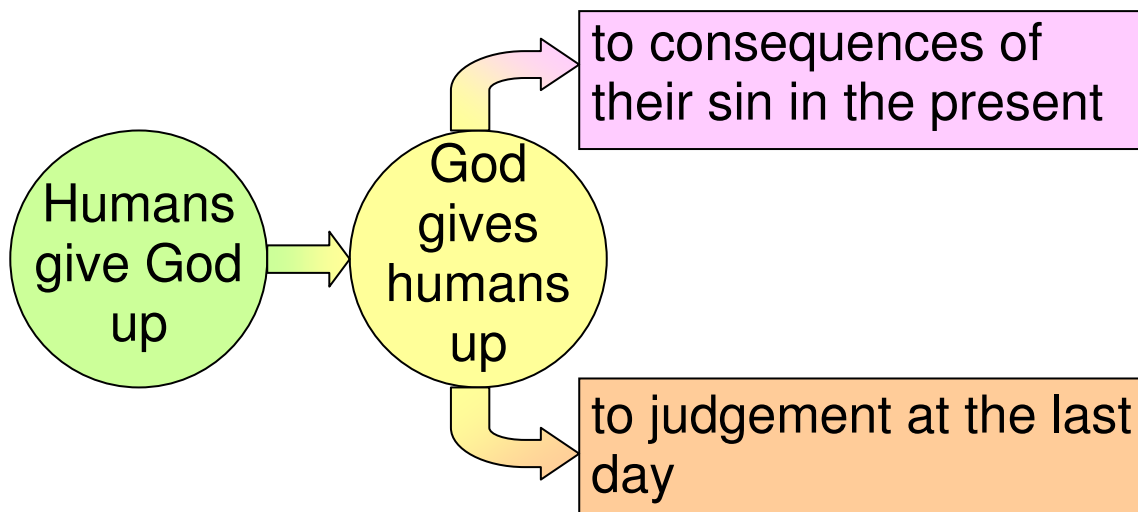 Humans
give God
up
God
gives
humans
up
to consequences of
their sin in the present
to judgement at the last
day